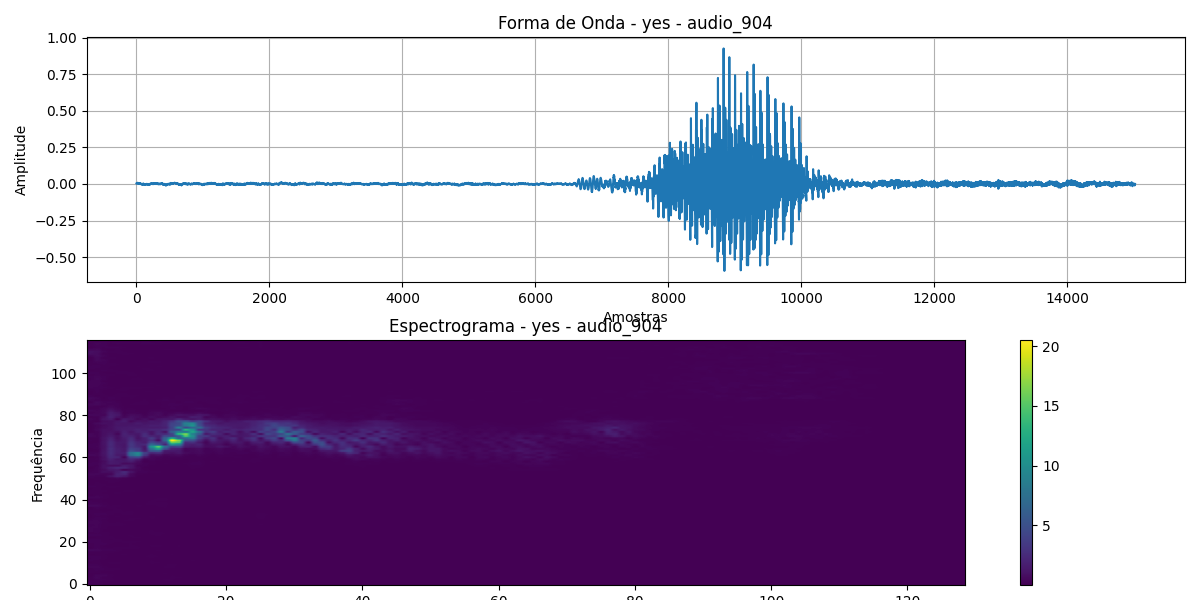 Forma de Onda - yes - audio_904
1.00
0.75
0.50
0.25
0.00
−0.25
−0.50
Amplitude
0 2000 4000 6000 8000 10000 12000 14000
Amostras
Espectrograma - yes - audio_904
100
80
60
40
20
0
Frequência
0 20 40 60 80 100 120
20
15
10
5